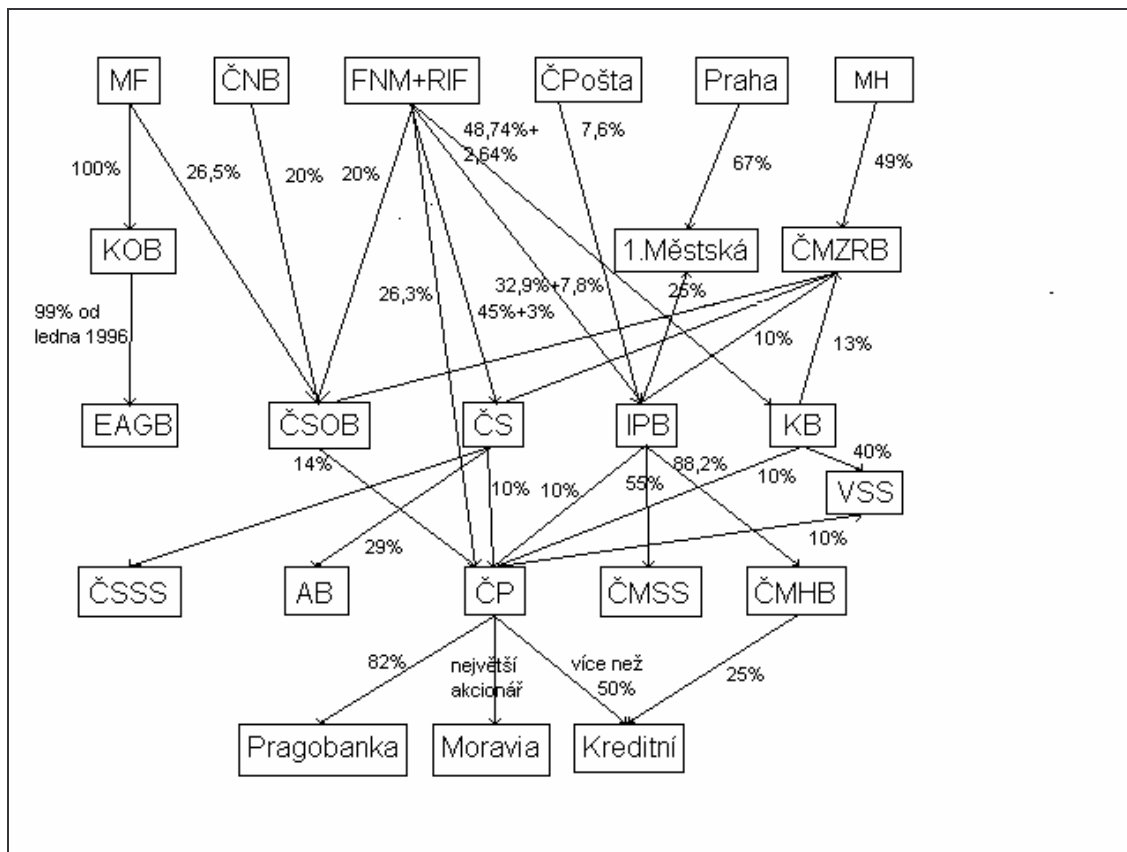 MF
ČNB
FNM+RIF
ČPošta
Praha
MH
48,74%+
2,64%
7,6%
100%
26,5%
20%
20%
67%
49%
KOB
1.Městská
ČMZRB
26,3%
32,9%+7,8%
25%
45%+3%
99% od
ledna 1996
10%
13%
EAGB
ČSOB
ČS
IPB
KB
14%
88,2%
40%
10%
10%
55%
10%
VSS
10%
29%
ČSSS
AB
ČP
ČMSS
ČMHB
82%
největší
akcionář
více než
50%
25%
Pragobanka
Moravia
Kreditní